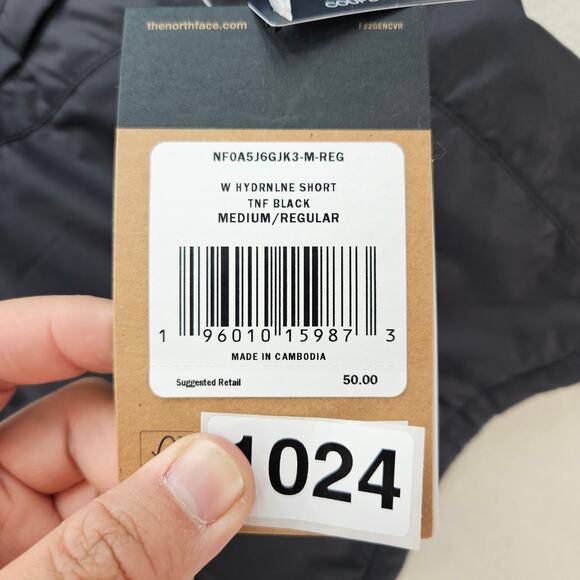 thenorthface.com F22GENCVR
NF0A5J6GJK3-M-REG
W HYDRNLNE SHORT
TNF BLACK
MEDIUM/REGULAR
1 96010 15987 3
MADE IN CAMBODIA
Suggested Retail 50.00
1024